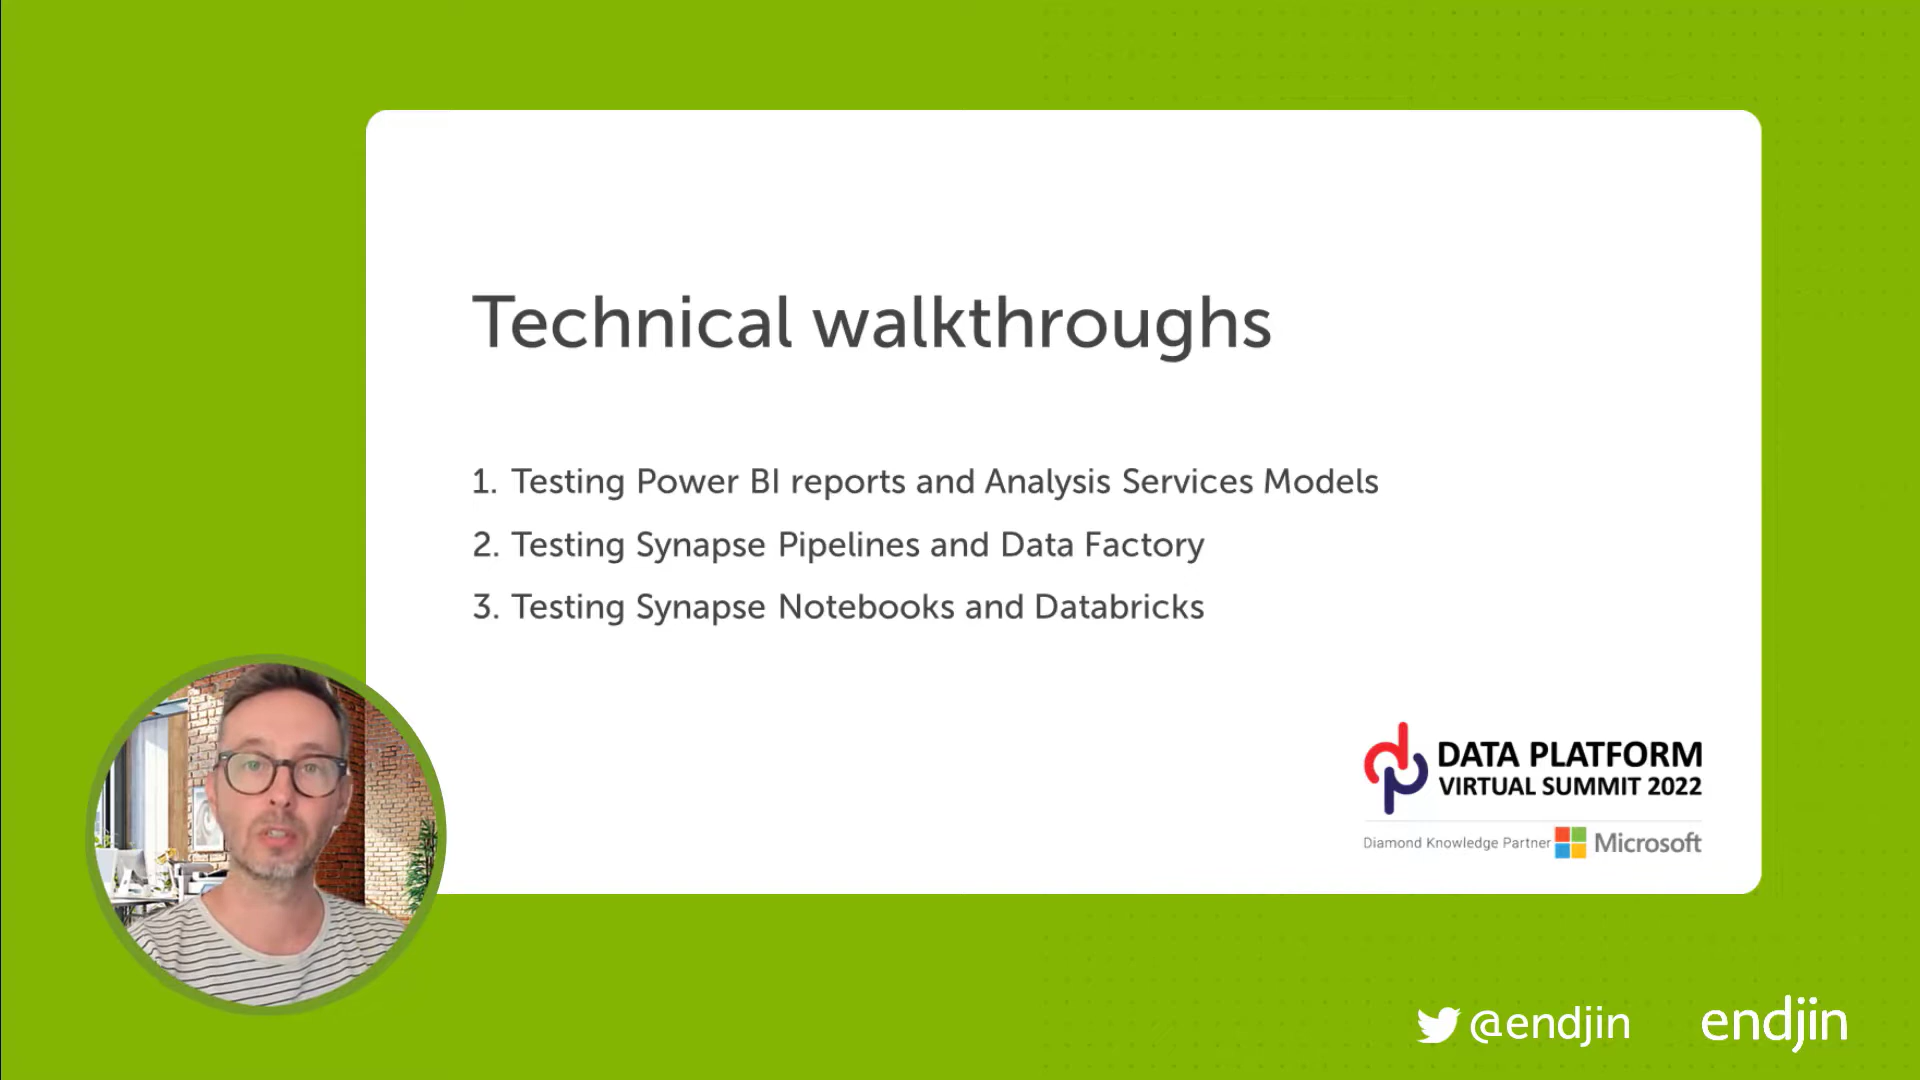 Technical walkthroughs
1. Testing Power BI reports and Analysis Services Models
2. Testing Synapse Pipelines and Data Factory
3. Testing Synapse Notebooks and Databricks
DATA PLATFORM
VIRTUAL SUMMIT 2022
Diamond Knowledge Partner Microsoft
@endjin endjin